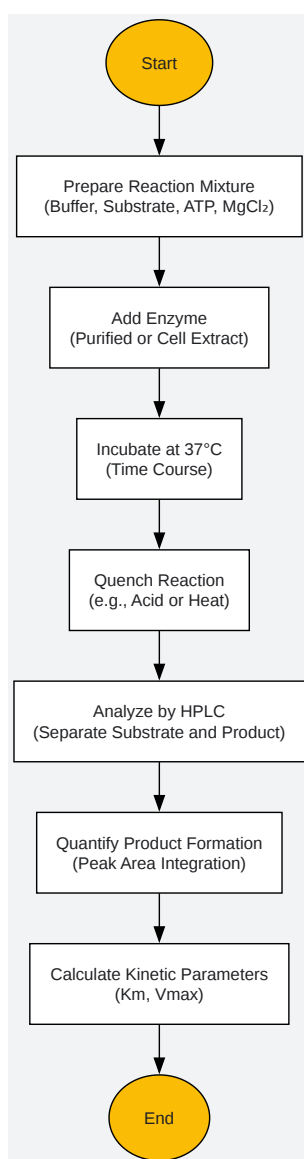 Start
Prepare Reaction Mixture
(Buffer, Substrate, ATP, MgCl₂)
Add Enzyme
(Purified or Cell Extract)
Incubate at 37°C
(Time Course)
Quench Reaction
(e.g., Acid or Heat)
Analyze by HPLC
(Separate Substrate and Product)
Quantify Product Formation
(Peak Area Integration)
Calculate Kinetic Parameters
(Km, Vmax)
End